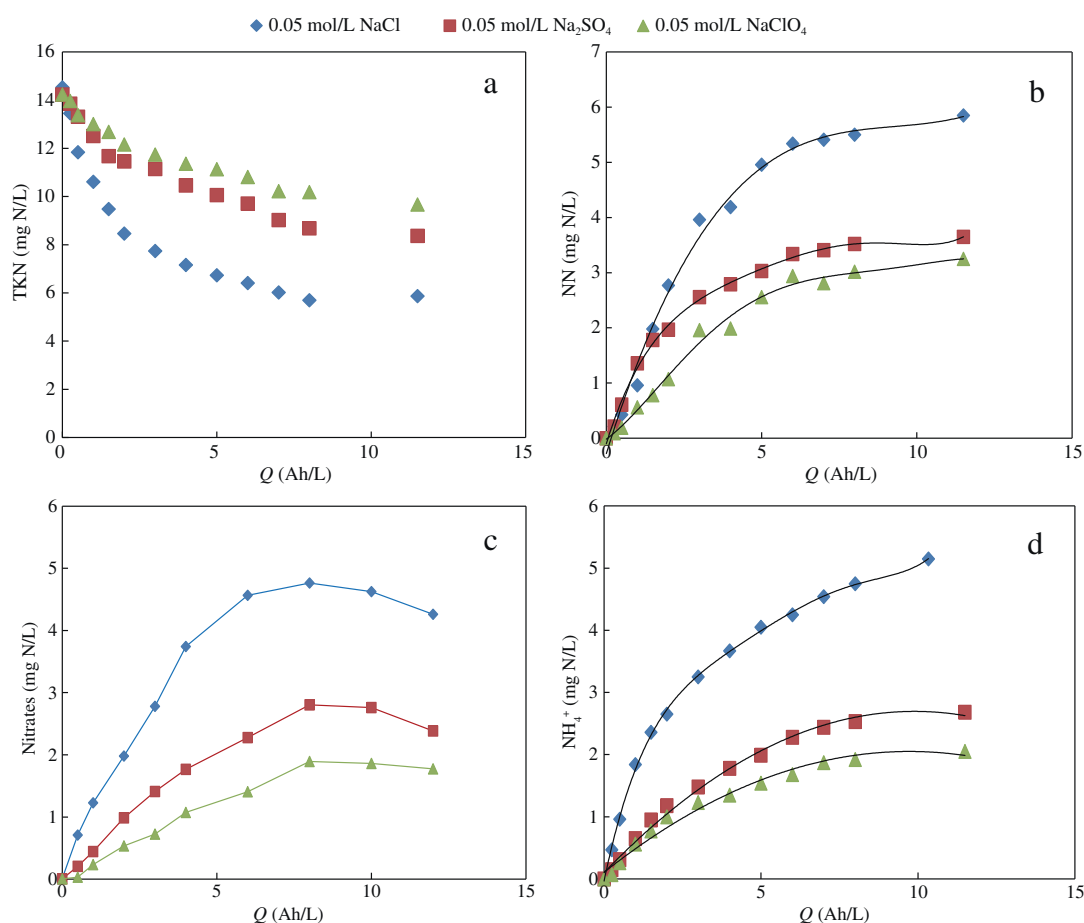 0.05 mol/L NaCl 0.05 mol/L Na₂SO₄ 0.05 mol/L NaClO₄
a
16
14
12
10
8
6
4
2
0
TKN (mg N/L)
0 5 10 15
Q (Ah/L)
b
7
6
5
4
3
2
1
0
NN (mg N/L)
0 5 10 15
Q (Ah/L)
c
6
5
4
3
2
1
0
Nitrates (mg N/L)
0 5 10 15
Q (Ah/L)
d
6
5
4
3
2
1
0
NH₄⁺ (mg N/L)
0 5 10 15
Q (Ah/L)